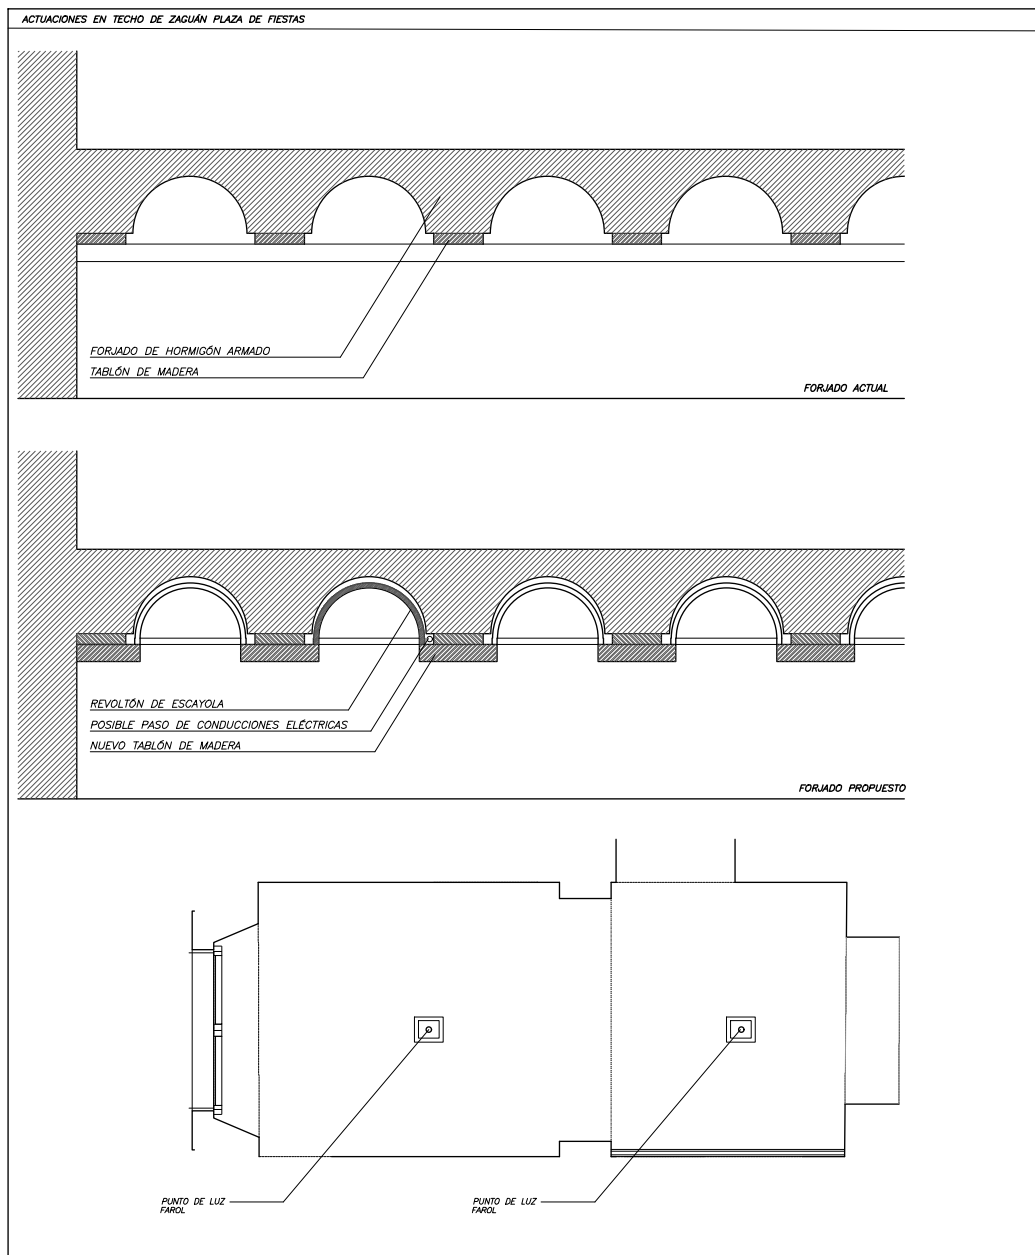 ACTUACIONES EN TECHO DE ZAGUÁN PLAZA DE FIESTAS
FORJADO DE HORMIGÓN ARMADO
TABLÓN DE MADERA
FORJADO ACTUAL
REVOLTÓN DE ESCAYOLA
POSIBLE PASO DE CONDUCCIONES ELÉCTRICAS
NUEVO TABLÓN DE MADERA
FORJADO PROPUESTO
PUNTO DE LUZ
FAROL
PUNTO DE LUZ
FAROL